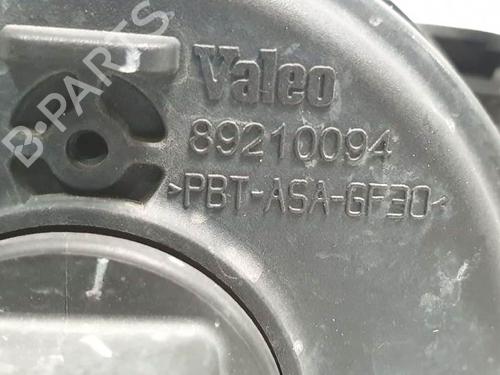 B-PARTS
Valeo
89210094
>PBT-ASA-GF30<